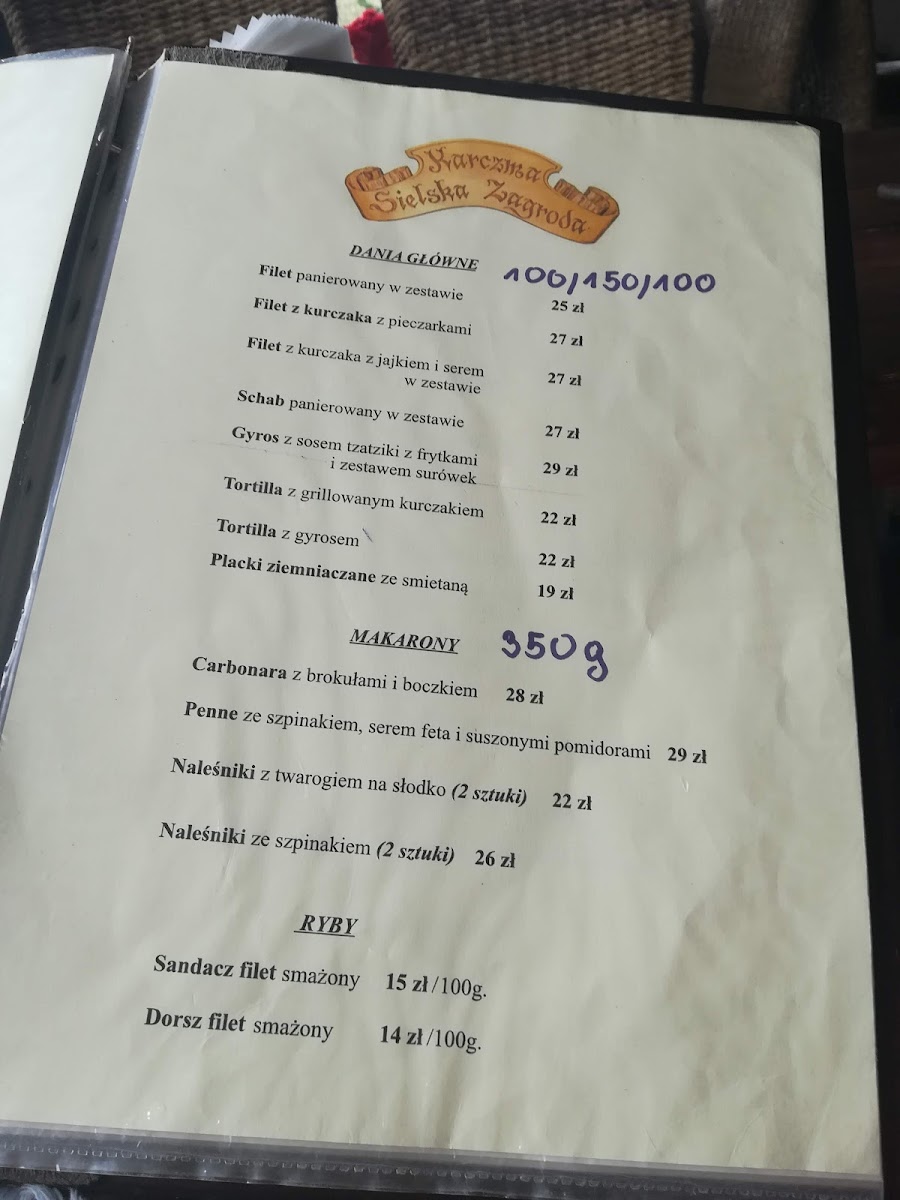 Karczma
Sielska Zagroda
DANIA GŁÓWNE 100/150/100
Filet panierowany w zestawie 25 zł
Filet z kurczaka z pieczarkami 27 zł
Filet z kurczaka z jajkiem i serem
w zestawie 27 zł
Schab panierowany w zestawie 27 zł
Gyros z sosem tzatziki z frytkami
i zestawem surówek 29 zł
Tortilla z grillowanym kurczakiem 22 zł
Tortilla z gyrosem 22 zł
Placki ziemniaczane ze smietaną 19 zł
MAKARONY 350g
Carbonara z brokułami i boczkiem 28 zł
Penne ze szpinakiem, serem feta i suszonymi pomidorami 29 zł
Naleśniki z twarogiem na słodko (2 sztuki) 22 zł
Naleśniki ze szpinakiem (2 sztuki) 26 zł
RYBY
Sandacz filet smażony 15 zł/100g.
Dorsz filet smażony 14 zł/100g.